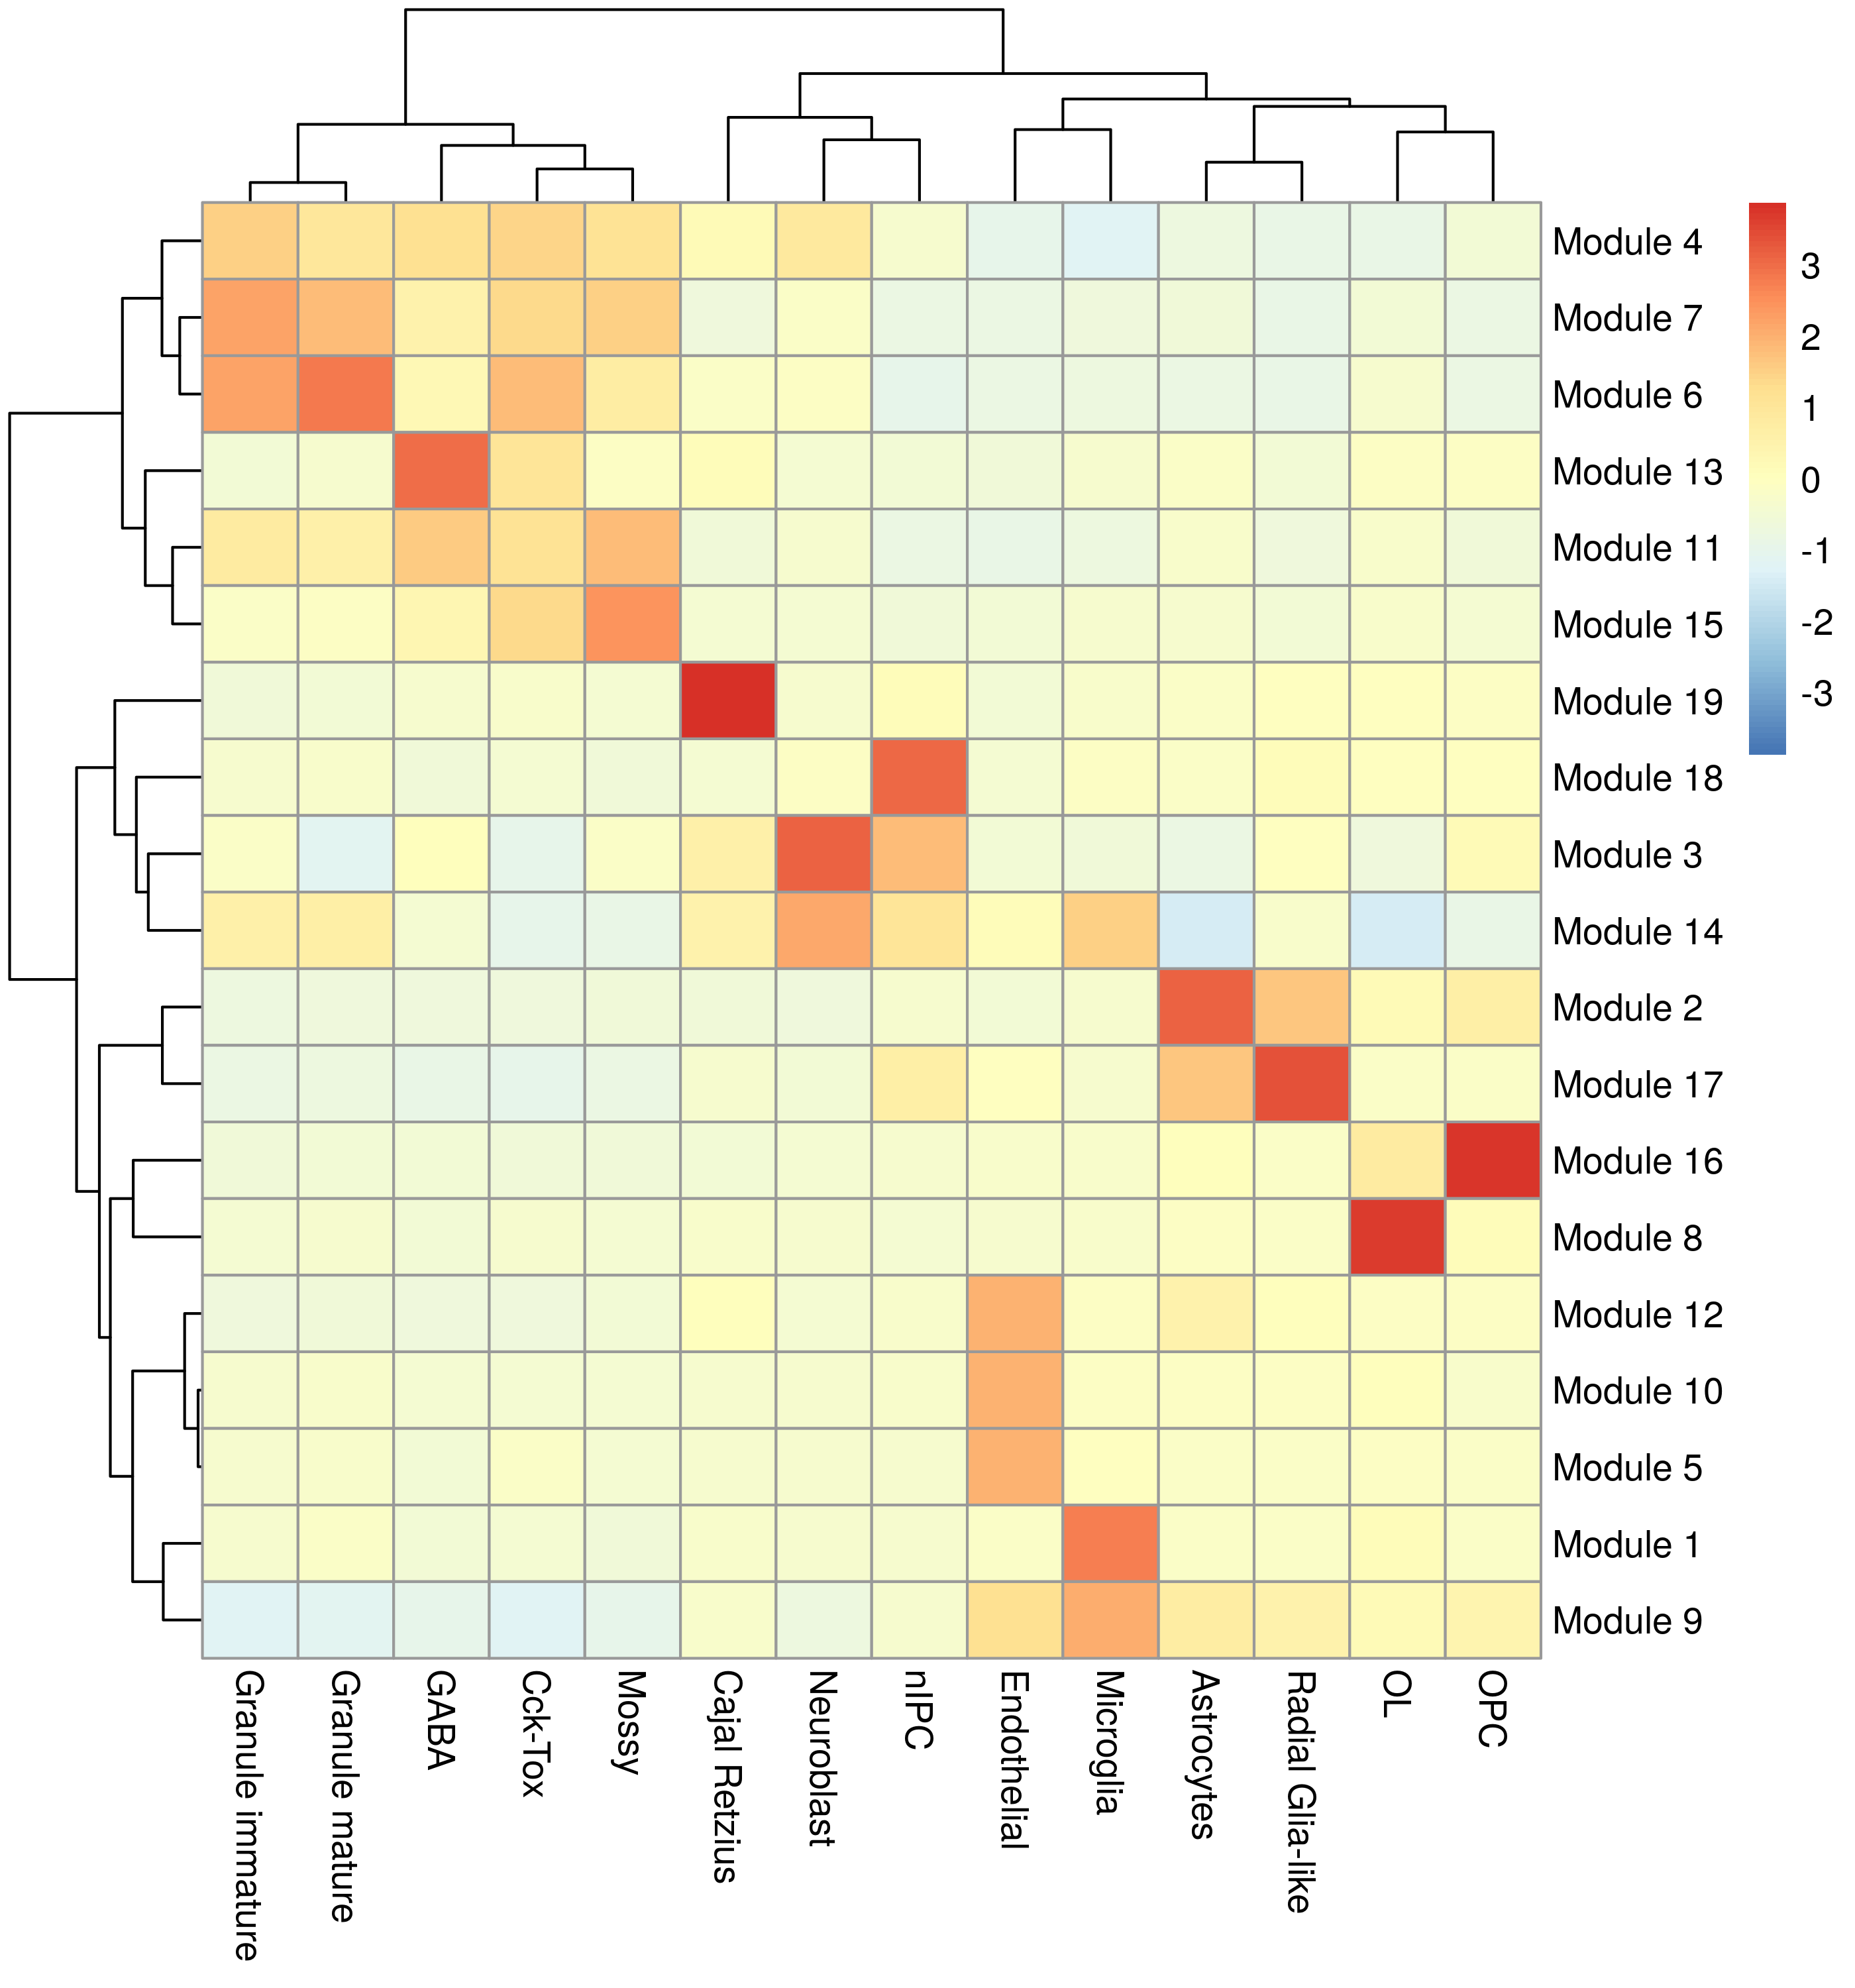 Module 4
Module 7
Module 6
Module 13
Module 11
Module 15
Module 19
Module 18
Module 3
Module 14
Module 2
Module 17
Module 16
Module 8
Module 12
Module 10
Module 5
Module 1
Module 9
3
2
1
0
-1
-2
-3
Granule immature
Granule mature
GABA
Cck-Tox
Mossy
Cajal Retzius
Neuroblast
nIPC
Endothelial
Microglia
Astrocytes
Radial Glia-like
OL
OPC